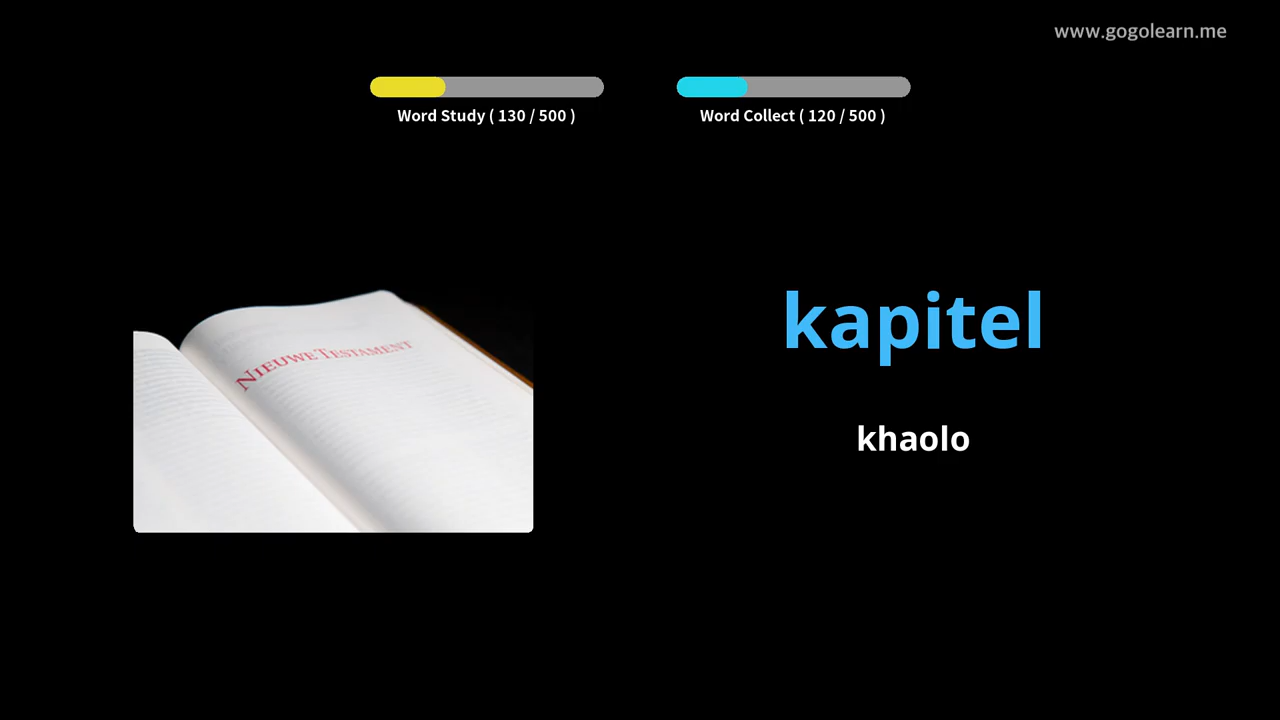 www.gogolearn.me
Word Study ( 130 / 500 )
Word Collect ( 120 / 500 )
NIEUWE TESTAMENT
kapitel
khaolo